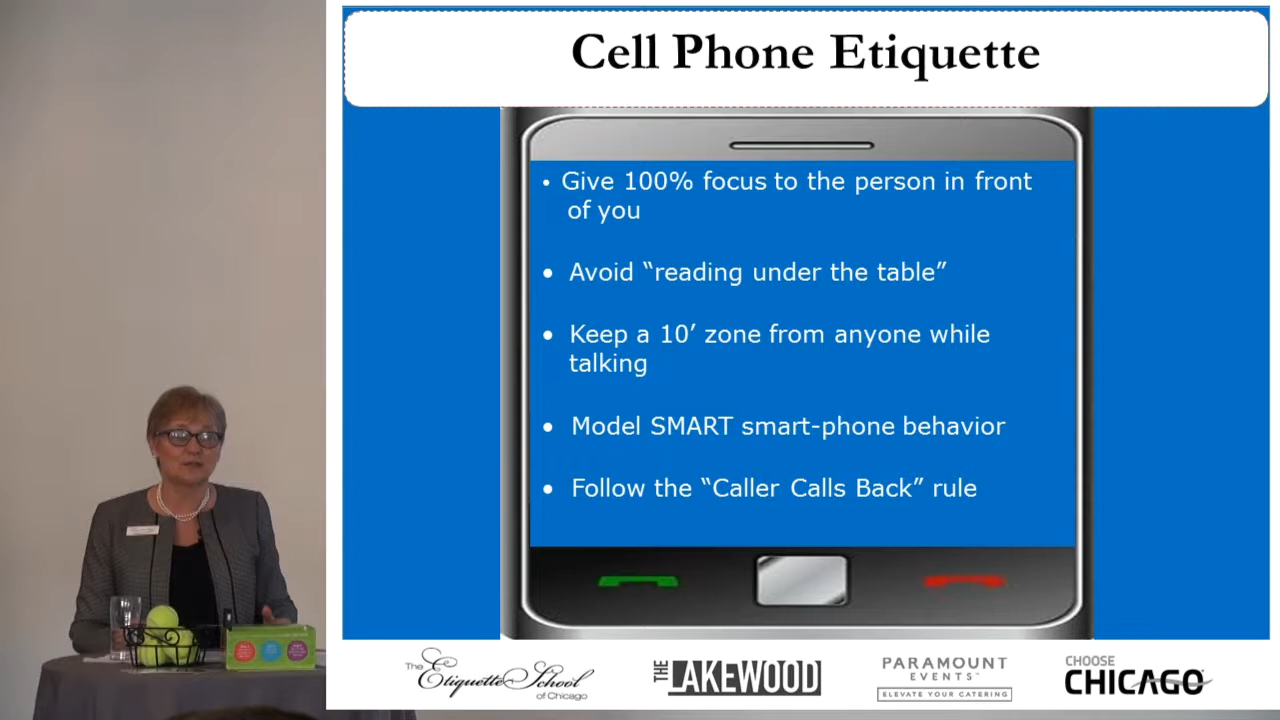 Cell Phone Etiquette
• Give 100% focus to the person in front
of you
• Avoid “reading under the table”
• Keep a 10’ zone from anyone while
talking
• Model SMART smart-phone behavior
• Follow the “Caller Calls Back” rule
The
Etiquette School
of Chicago
THE LAKEWOOD
PARAMOUNT
EVENTS™
ELEVATE YOUR CATERING
CHOOSE
CHICAGO